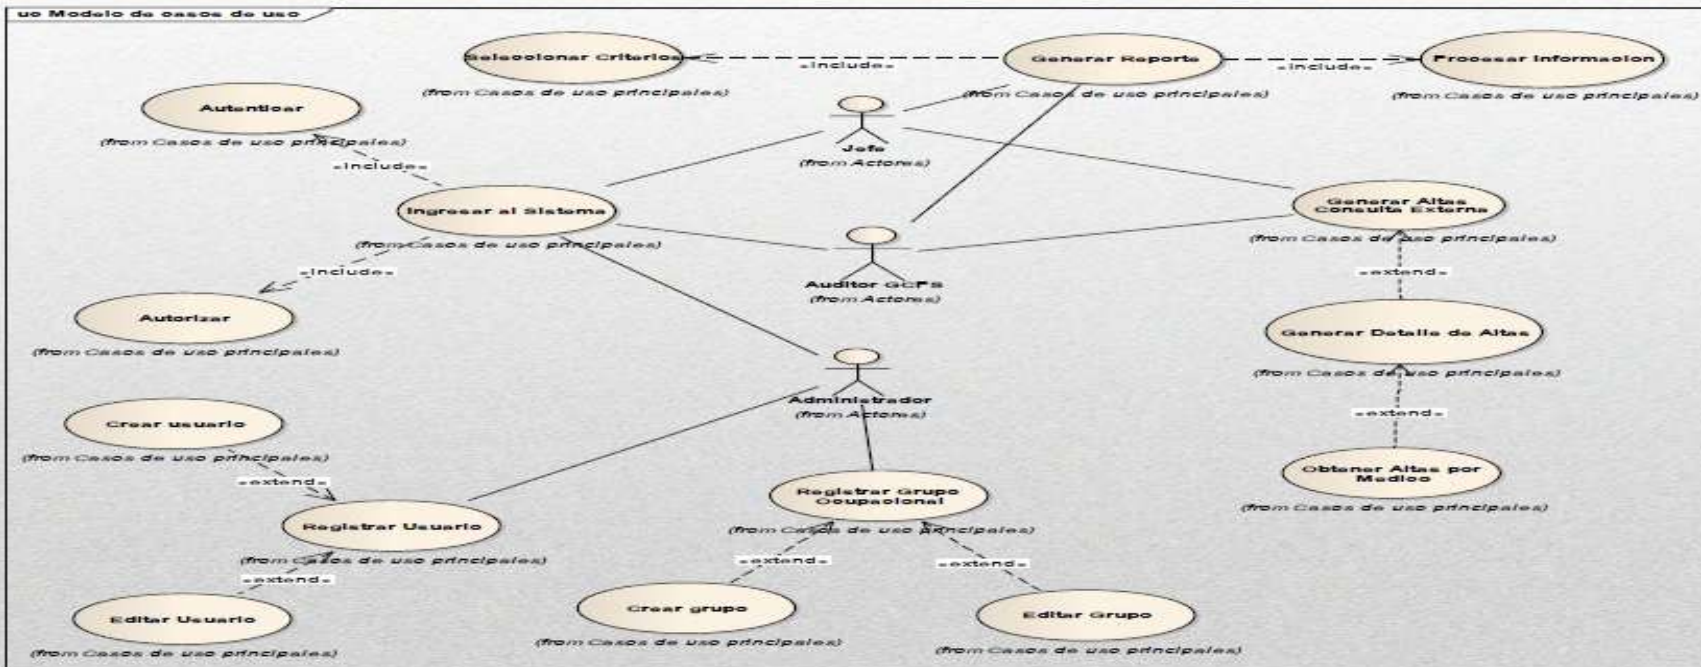 uc Modelo de casos de uso
Seleccionar Criterios
(from Casos de uso principales)
«include»
Generar Reporte
(from Casos de uso principales)
«include»
Procesar Informacion
(from Casos de uso principales)
Autenticar
(from Casos de uso principales)
«include»
Jefe
(from Actores)
Ingresar al Sistema
(from Casos de uso principales)
Generar Altas
Consulta Externa
(from Casos de uso principales)
«include»
«extend»
Auditor GCPS
(from Actores)
Autorizar
(from Casos de uso principales)
Generar Detalle de Altas
(from Casos de uso principales)
Administrador
(from Actores)
«extend»
Crear usuario
(from Casos de uso principales)
«extend»
Obtener Altas por
Medico
(from Casos de uso principales)
Registrar Grupo
Ocupacional
(from Casos de uso principales)
Registrar Usuario
(from Casos de uso principales)
«extend»
«extend»
«extend»
Editar Usuario
(from Casos de uso principales)
Crear grupo
(from Casos de uso principales)
Editar Grupo
(from Casos de uso principales)